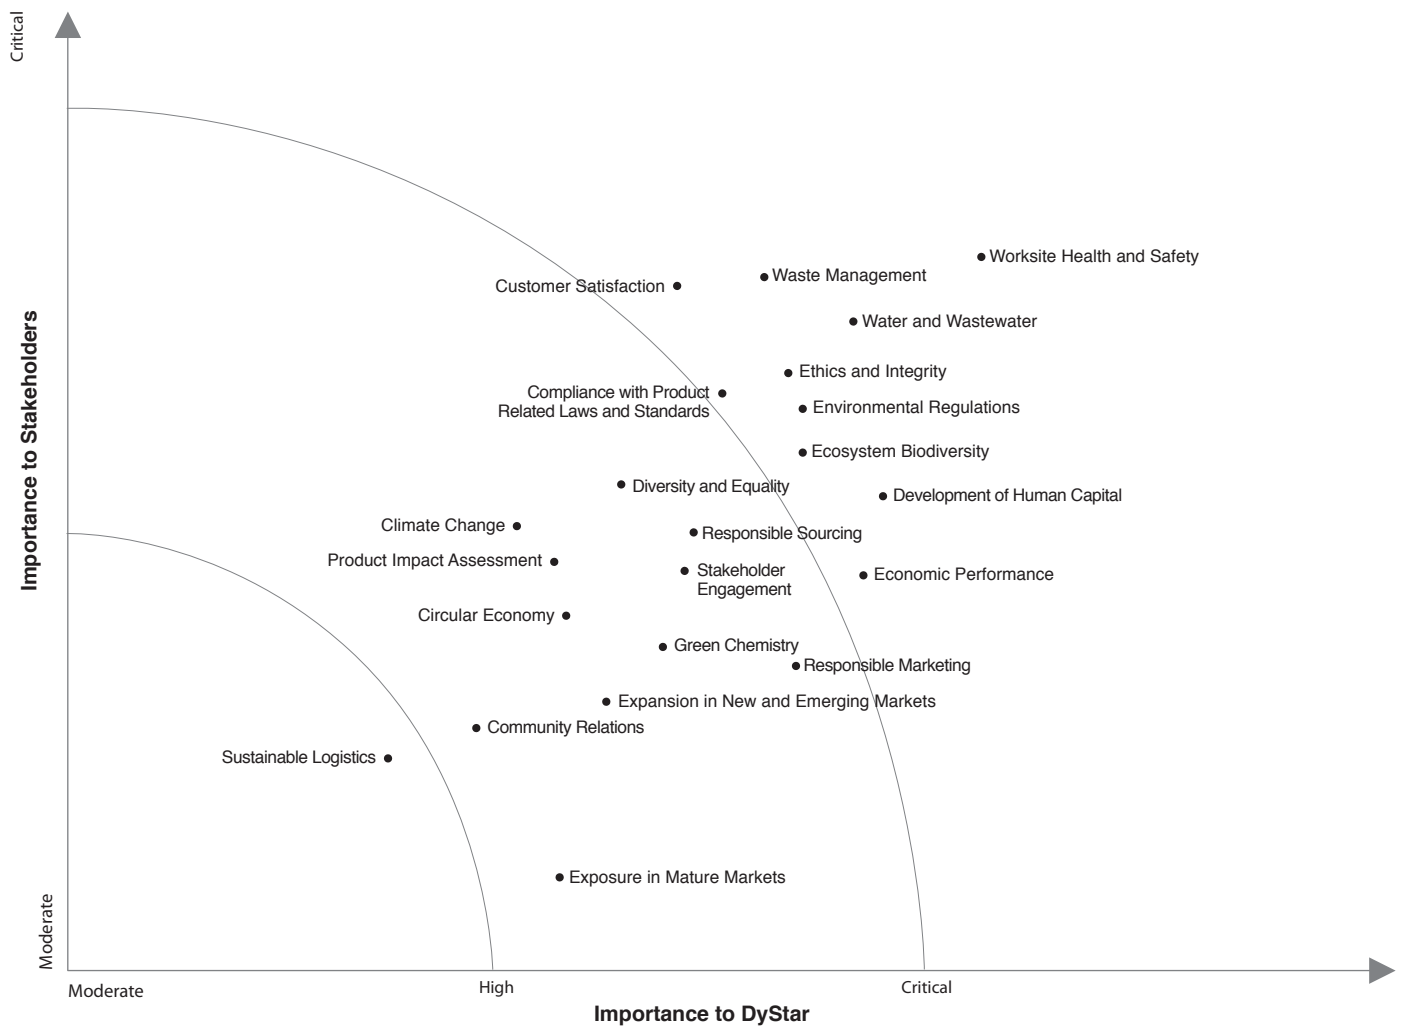 Critical
Importance to Stakeholders
Moderate
Worksite Health and Safety
Waste Management
Customer Satisfaction
Water and Wastewater
Ethics and Integrity
Compliance with Product
Related Laws and Standards
Environmental Regulations
Ecosystem Biodiversity
Diversity and Equality
Development of Human Capital
Climate Change
Responsible Sourcing
Product Impact Assessment
Stakeholder
Engagement
Economic Performance
Circular Economy
Green Chemistry
Responsible Marketing
Expansion in New and Emerging Markets
Community Relations
Sustainable Logistics
Exposure in Mature Markets
Moderate
High
Critical
Importance to DyStar